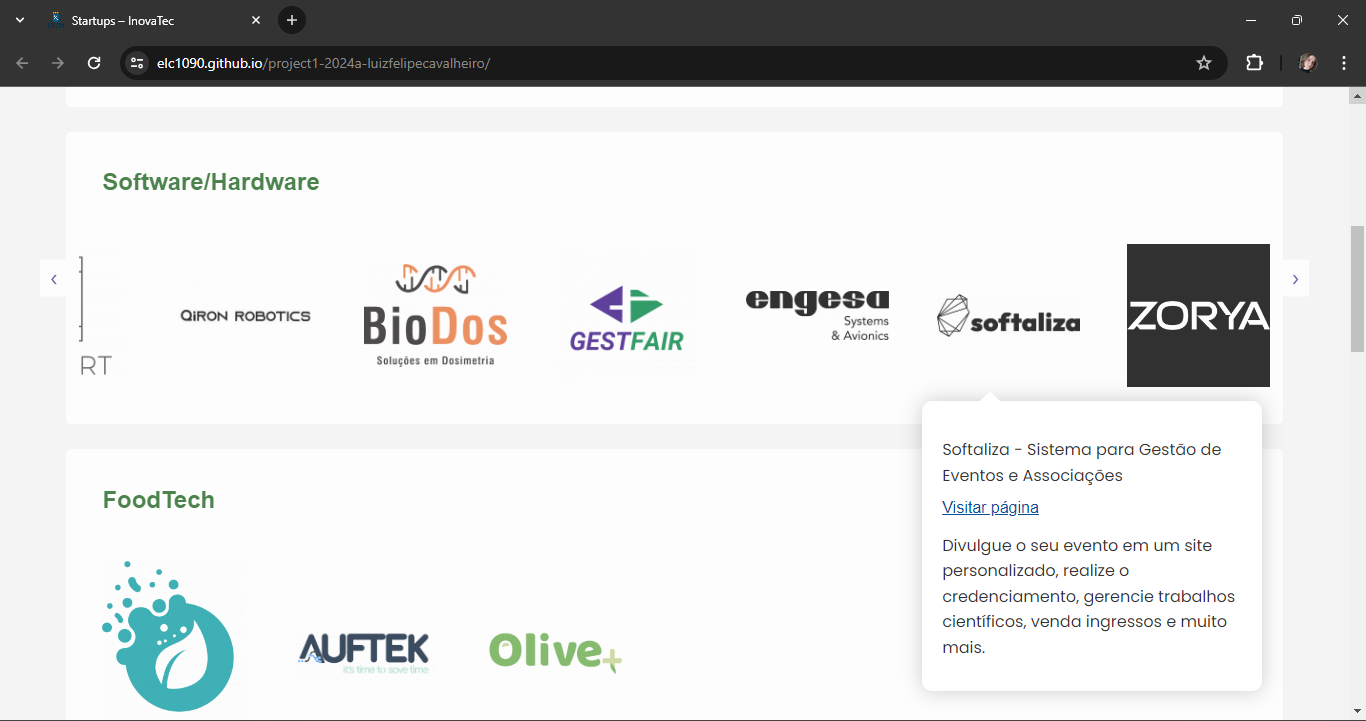 Startups – InovaTec
elc1090.github.io/project1-2024a-luizfelipecavalheiro/
Software/Hardware
RT
QiRON ROBOTICS
BioDos
Soluções em Dosimetria
GESTFAIR
engesa
Systems
& Avionics
softaliza
ZORYA
Softaliza - Sistema para Gestão de
Eventos e Associações
Visitar página
Divulgue o seu evento em um site
personalizado, realize o
credenciamento, gerencie trabalhos
científicos, venda ingressos e muito
mais.
FoodTech
AUFTEK
it's time to save time
Olive+